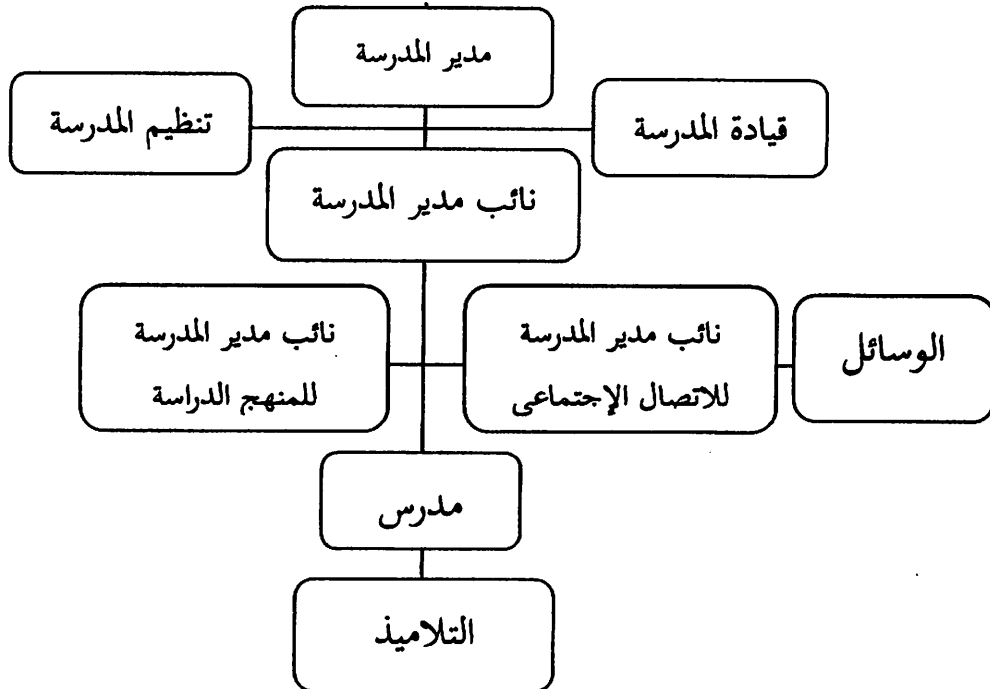 مدير المدرسة
قيادة المدرسة
تنظيم المدرسة
نائب مدير المدرسة
الوسائل
نائب مدير المدرسة
للاتصال الإجتماعى
نائب مدير المدرسة
للمنهج الدراسة
مدرس
التلاميذ